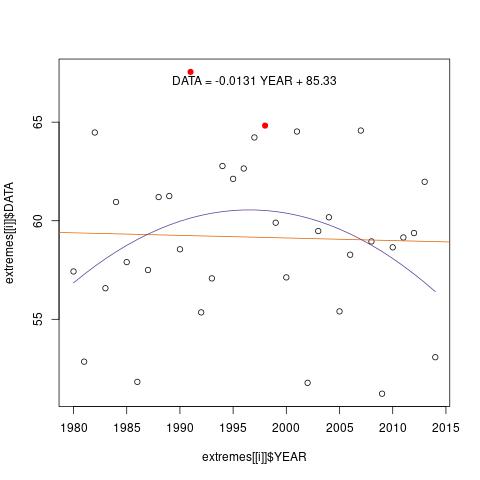 DATA = -0.0131 YEAR + 85.33
65
60
55
extremes[[i]]$DATA
1980 1985 1990 1995 2000 2005 2010 2015
extremes[[i]]$YEAR